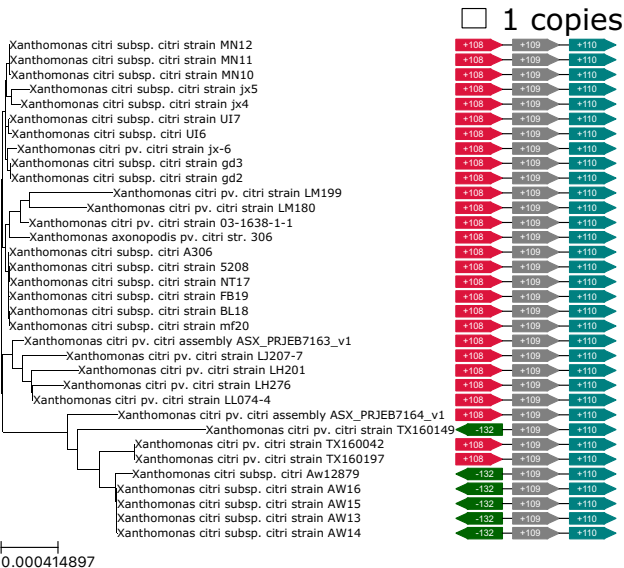 1 copies
Xanthomonas citri subsp. citri strain MN12 +108 +109 +110
Xanthomonas citri subsp. citri strain MN11 +108 +109 +110
Xanthomonas citri subsp. citri strain MN10 +108 +109 +110
Xanthomonas citri subsp. citri strain jx5 +108 +109 +110
Xanthomonas citri subsp. citri strain jx4 +108 +109 +110
Xanthomonas citri subsp. citri strain UI7 +108 +109 +110
Xanthomonas citri subsp. citri UI6 +108 +109 +110
Xanthomonas citri pv. citri strain jx-6 +108 +109 +110
Xanthomonas citri subsp. citri strain gd3 +108 +109 +110
Xanthomonas citri subsp. citri strain gd2 +108 +109 +110
Xanthomonas citri pv. citri strain LM199 +108 +109 +110
Xanthomonas citri pv. citri strain LM180 +108 +109 +110
Xanthomonas citri pv. citri strain 03-1638-1-1 +108 +109 +110
Xanthomonas axonopodis pv. citri str. 306 +108 +109 +110
Xanthomonas citri subsp. citri A306 +108 +109 +110
Xanthomonas citri subsp. citri strain 5208 +108 +109 +110
Xanthomonas citri subsp. citri strain NT17 +108 +109 +110
Xanthomonas citri subsp. citri strain FB19 +108 +109 +110
Xanthomonas citri subsp. citri strain BL18 +108 +109 +110
Xanthomonas citri subsp. citri strain mf20 +108 +109 +110
Xanthomonas citri pv. citri assembly ASX_PRJEB7163_v1 +108 +109 +110
Xanthomonas citri pv. citri strain LJ207-7 +108 +109 +110
Xanthomonas citri pv. citri strain LH201 +108 +109 +110
Xanthomonas citri pv. citri strain LH276 +108 +109 +110
Xanthomonas citri pv. citri strain LL074-4 +108 +109 +110
Xanthomonas citri pv. citri assembly ASX_PRJEB7164_v1 +108 +109 +110
Xanthomonas citri pv. citri strain TX160149 -132 +109 +110
Xanthomonas citri pv. citri strain TX160042 +108 +109 +110
Xanthomonas citri pv. citri strain TX160197 +108 +109 +110
Xanthomonas citri subsp. citri Aw12879 -132 +109 +110
Xanthomonas citri subsp. citri strain AW16 -132 +109 +110
Xanthomonas citri subsp. citri strain AW15 -132 +109 +110
Xanthomonas citri subsp. citri strain AW13 -132 +109 +110
Xanthomonas citri subsp. citri strain AW14 -132 +109 +110
0.000414897